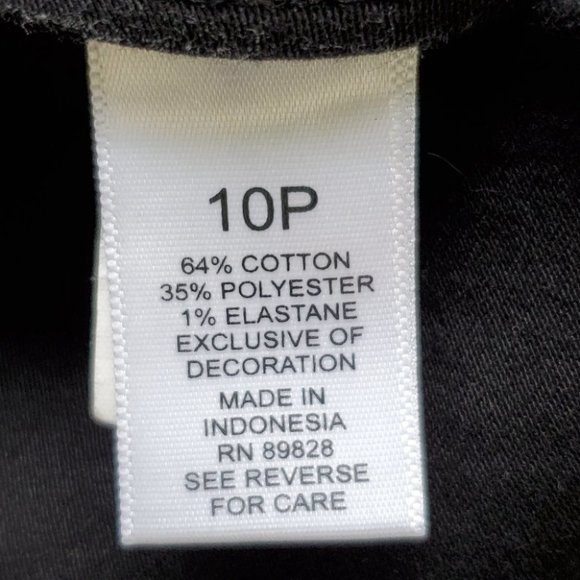 10P
64% COTTON
35% POLYESTER
1% ELASTANE
EXCLUSIVE OF
DECORATION
MADE IN
INDONESIA
RN 89828
SEE REVERSE
FOR CARE